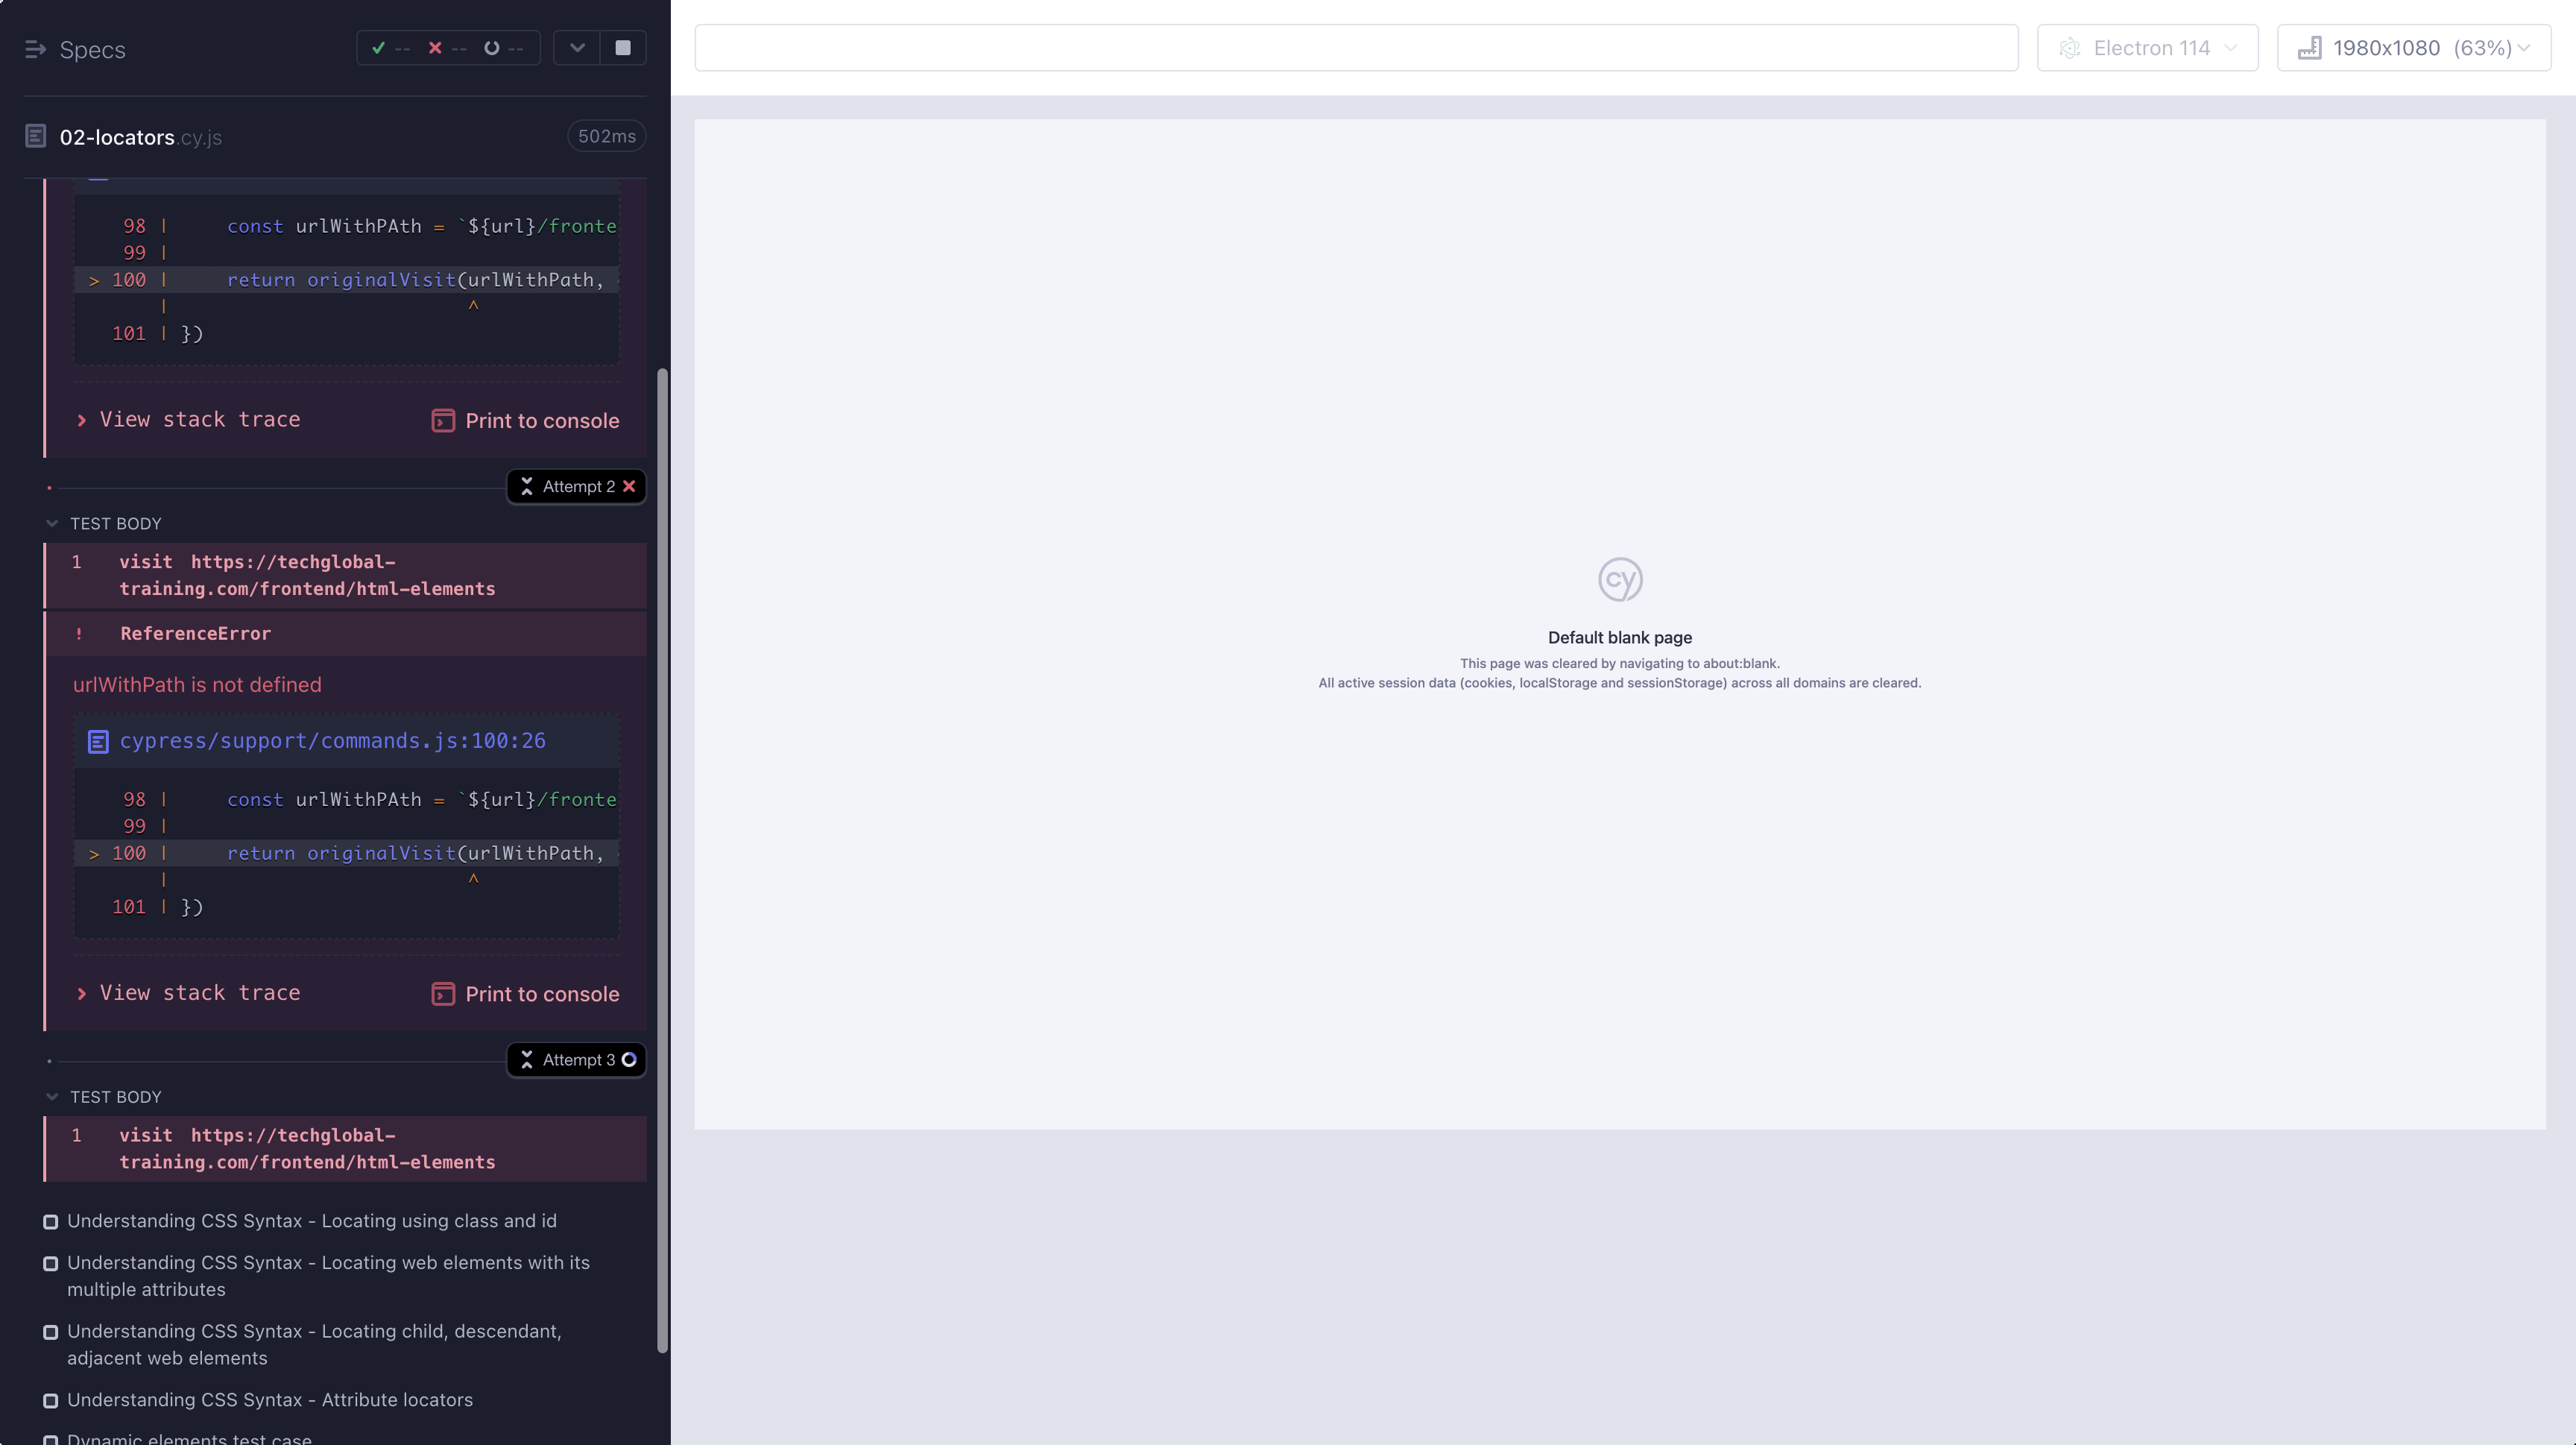 Specs
-- -- --
02-locators.cy.js 502ms
98 | const urlWithPAth = `${url}/fronte
99 |
> 100 | return originalVisit(urlWithPath,
| ^
101 | })
View stack trace Print to console
Attempt 2
TEST BODY
1 visit https://techglobal-
training.com/frontend/html-elements
! ReferenceError
urlWithPath is not defined
cypress/support/commands.js:100:26
98 | const urlWithPAth = `${url}/fronte
99 |
> 100 | return originalVisit(urlWithPath,
| ^
101 | })
View stack trace Print to console
Attempt 3
TEST BODY
1 visit https://techglobal-
training.com/frontend/html-elements
Understanding CSS Syntax - Locating using class and id
Understanding CSS Syntax - Locating web elements with its
multiple attributes
Understanding CSS Syntax - Locating child, descendant,
adjacent web elements
Understanding CSS Syntax - Attribute locators
Dynamic elements test case
Electron 114
1980x1080 (63%)
cy
Default blank page
This page was cleared by navigating to about:blank.
All active session data (cookies, localStorage and sessionStorage) across all domains are cleared.